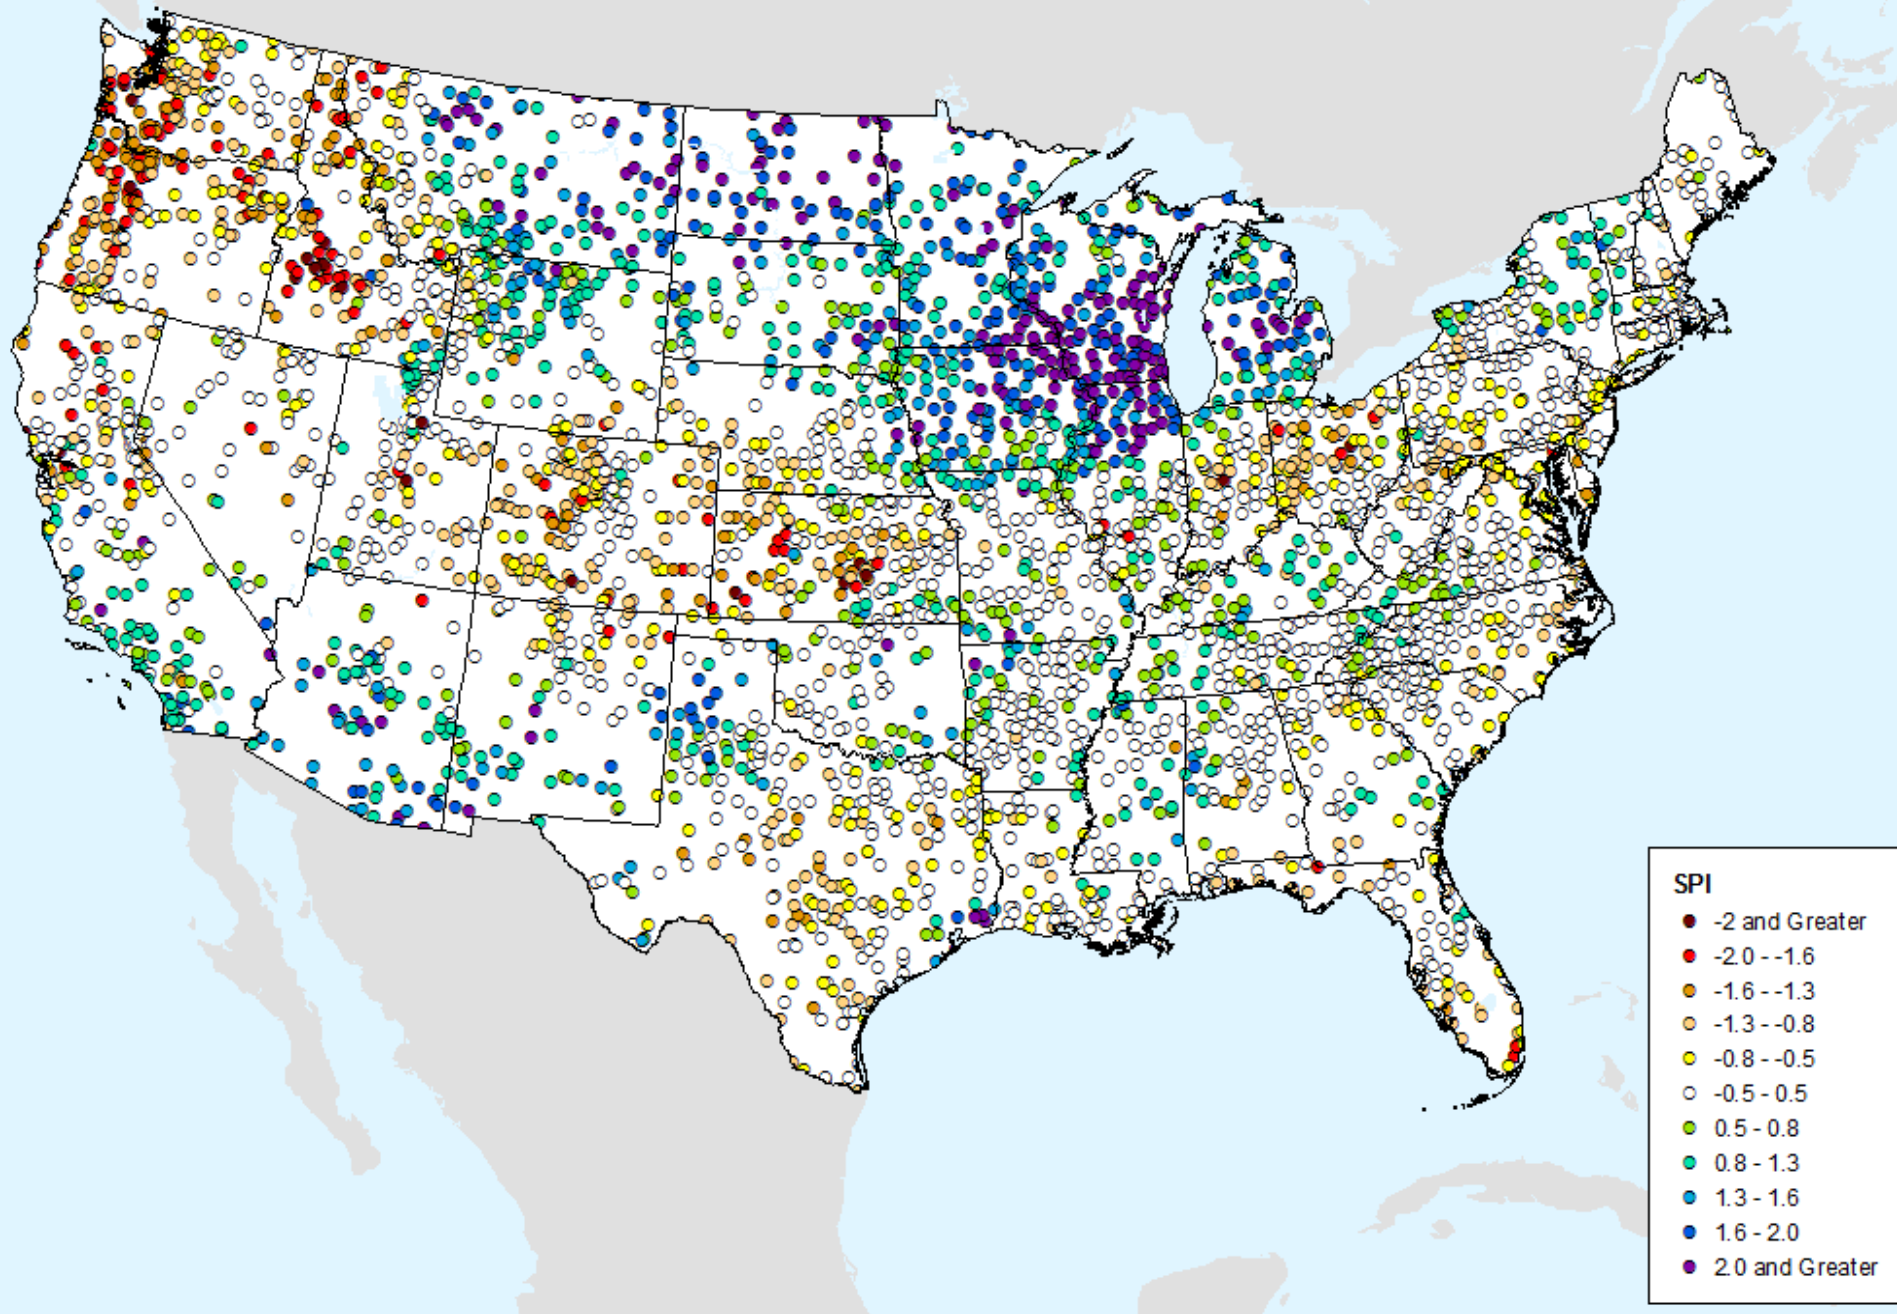 SPI
-2 and Greater
-2.0 - -1.6
-1.6 - -1.3
-1.3 - -0.8
-0.8 - -0.5
-0.5 - 0.5
0.5 - 0.8
0.8 - 1.3
1.3 - 1.6
1.6 - 2.0
2.0 and Greater